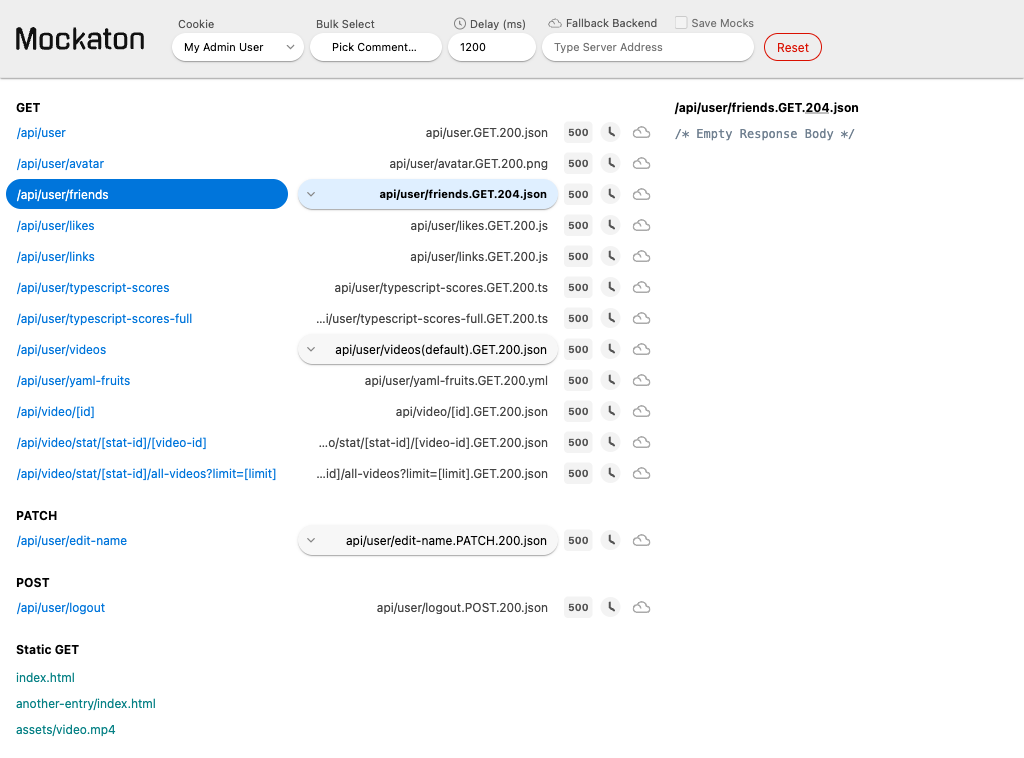 Mockaton
Cookie
My Admin User
Bulk Select
Pick Comment…
Delay (ms)
1200
Fallback Backend
Save Mocks
Type Server Address
Reset
GET
/api/user api/user.GET.200.json 500
/api/user/avatar api/user/avatar.GET.200.png 500
/api/user/friends api/user/friends.GET.204.json 500
/api/user/likes api/user/likes.GET.200.js 500
/api/user/links api/user/links.GET.200.js 500
/api/user/typescript-scores api/user/typescript-scores.GET.200.ts 500
/api/user/typescript-scores-full …i/user/typescript-scores-full.GET.200.ts 500
/api/user/videos api/user/videos(default).GET.200.json 500
/api/user/yaml-fruits api/user/yaml-fruits.GET.200.yml 500
/api/video/[id] api/video/[id].GET.200.json 500
/api/video/stat/[stat-id]/[video-id] …o/stat/[stat-id]/[video-id].GET.200.json 500
/api/video/stat/[stat-id]/all-videos?limit=[limit] …id]/all-videos?limit=[limit].GET.200.json 500
PATCH
/api/user/edit-name api/user/edit-name.PATCH.200.json 500
POST
/api/user/logout api/user/logout.POST.200.json 500
Static GET
index.html
another-entry/index.html
assets/video.mp4
/api/user/friends.GET.204.json
/* Empty Response Body */